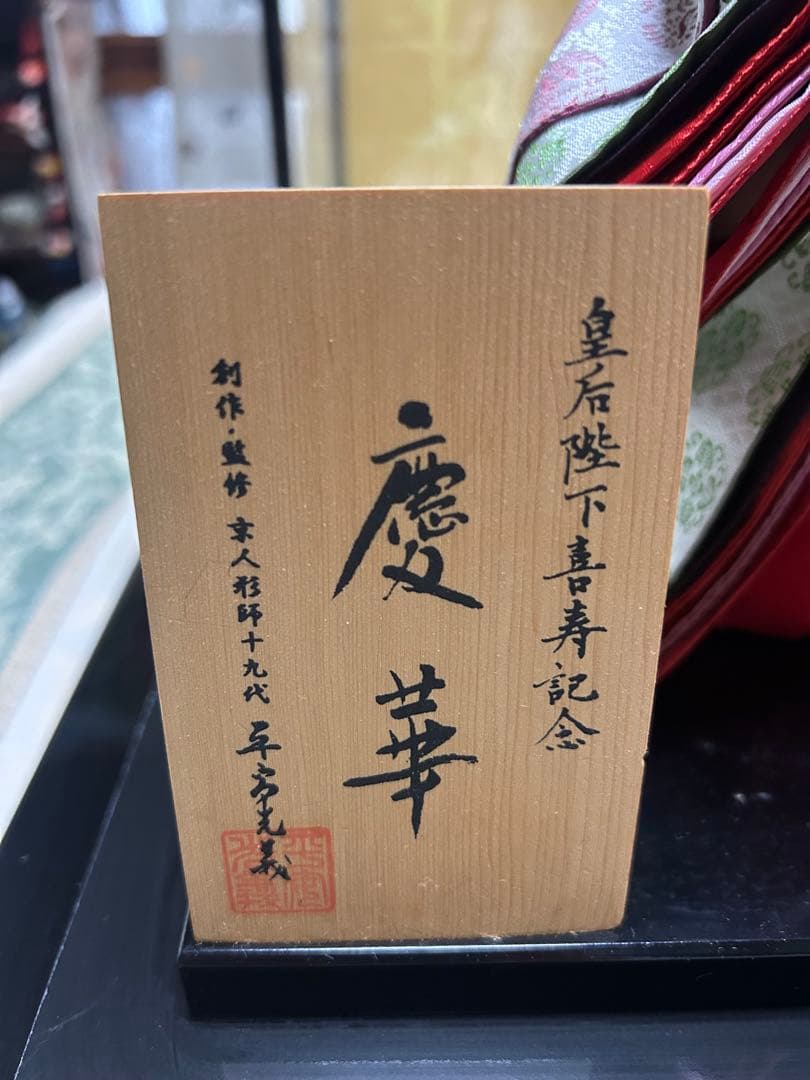 皇后陛下喜寿記念
慶華
創作・監修 京人形師十九代 平安光義